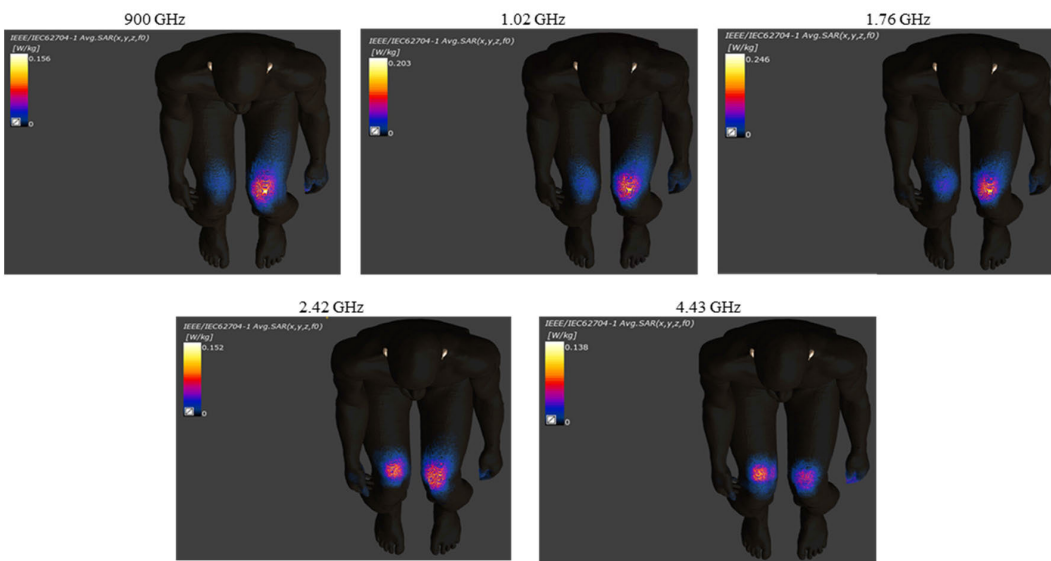 900 GHz
IEEE/IEC62704-1 Avg.SAR(x,y,z,f0)
[W/kg]
0.156
0
1.02 GHz
IEEE/IEC62704-1 Avg.SAR(x,y,z,f0)
[W/kg]
0.203
0
1.76 GHz
IEEE/IEC62704-1 Avg.SAR(x,y,z,f0)
[W/kg]
0.246
0
2.42 GHz
IEEE/IEC62704-1 Avg.SAR(x,y,z,f0)
[W/kg]
0.152
0
4.43 GHz
IEEE/IEC62704-1 Avg.SAR(x,y,z,f0)
[W/kg]
0.138
0